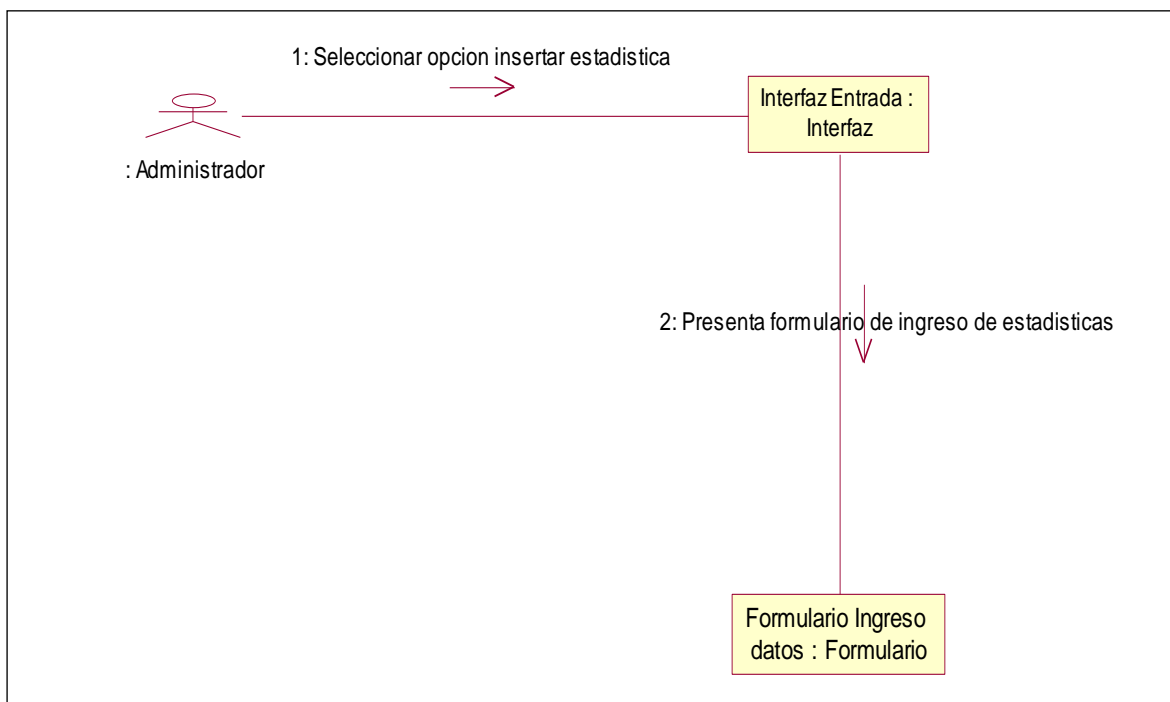 1: Seleccionar opcion insertar estadistica
Interfaz Entrada :
Interfaz
: Administrador
2: Presenta formulario de ingreso de estadisticas
Formulario Ingreso
datos : Formulario